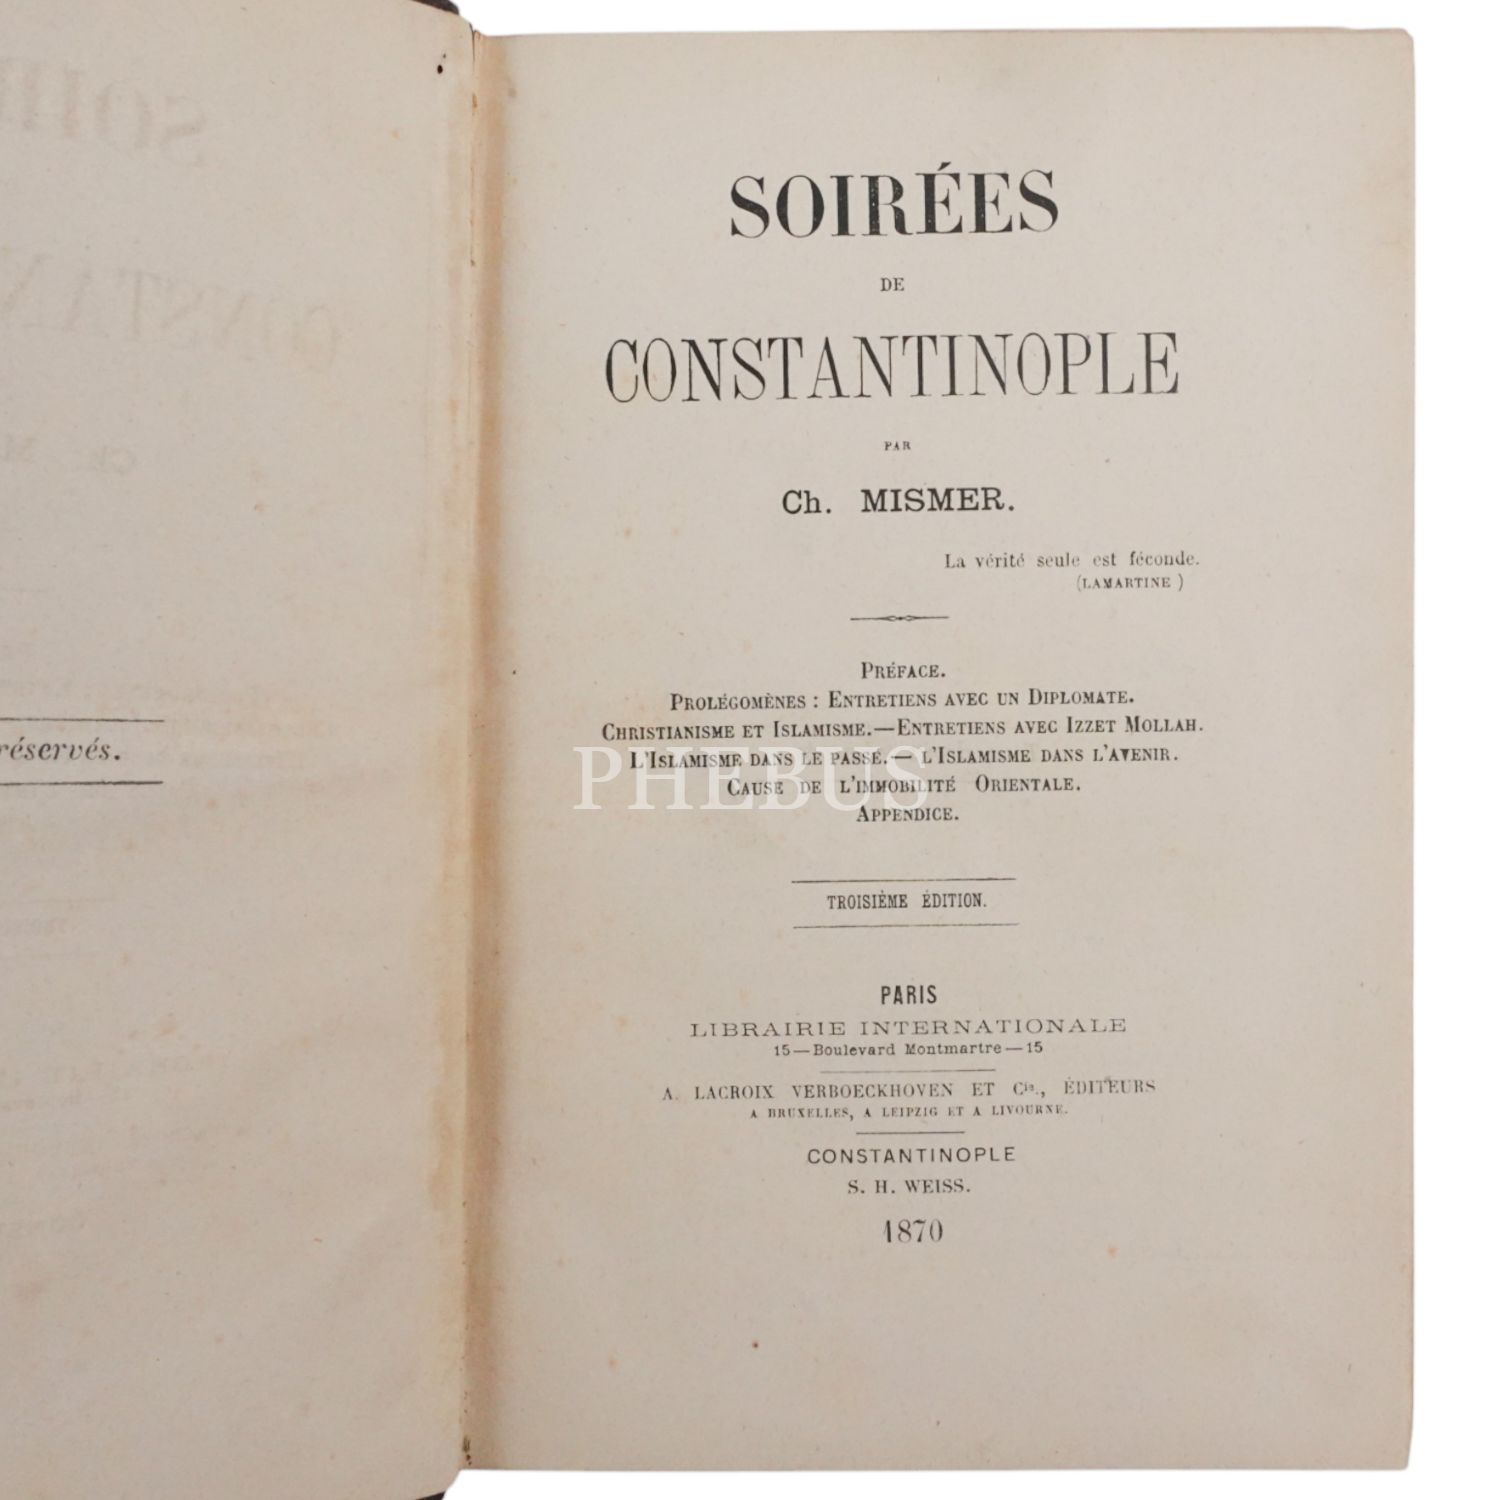 réservés.
SOIRÉES
DE
CONSTANTINOPLE
PAR
Ch. MISMER.
La vérité seule est féconde.
(LAMARTINE )
PRÉFACE.
PROLÉGOMÈNES : ENTRETIENS AVEC UN DIPLOMATE.
CHRISTIANISME ET ISLAMISME.—ENTRETIENS AVEC IZZET MOLLAH.
L'ISLAMISME DANS LE PASSÉ.— L'ISLAMISME DANS L'AVENIR.
PHEBUS
CAUSE DE L'IMMOBILITÉ ORIENTALE.
APPENDICE.
TROISIÈME ÉDITION.
PARIS
LIBRAIRIE INTERNATIONALE
15—Boulevard Montmartre—15
A. LACROIX VERBOECKHOVEN ET Cie., ÉDITEURS
A BRUXELLES, A LEIPZIG ET A LIVOURNE.
CONSTANTINOPLE
S. H. WEISS.
1870